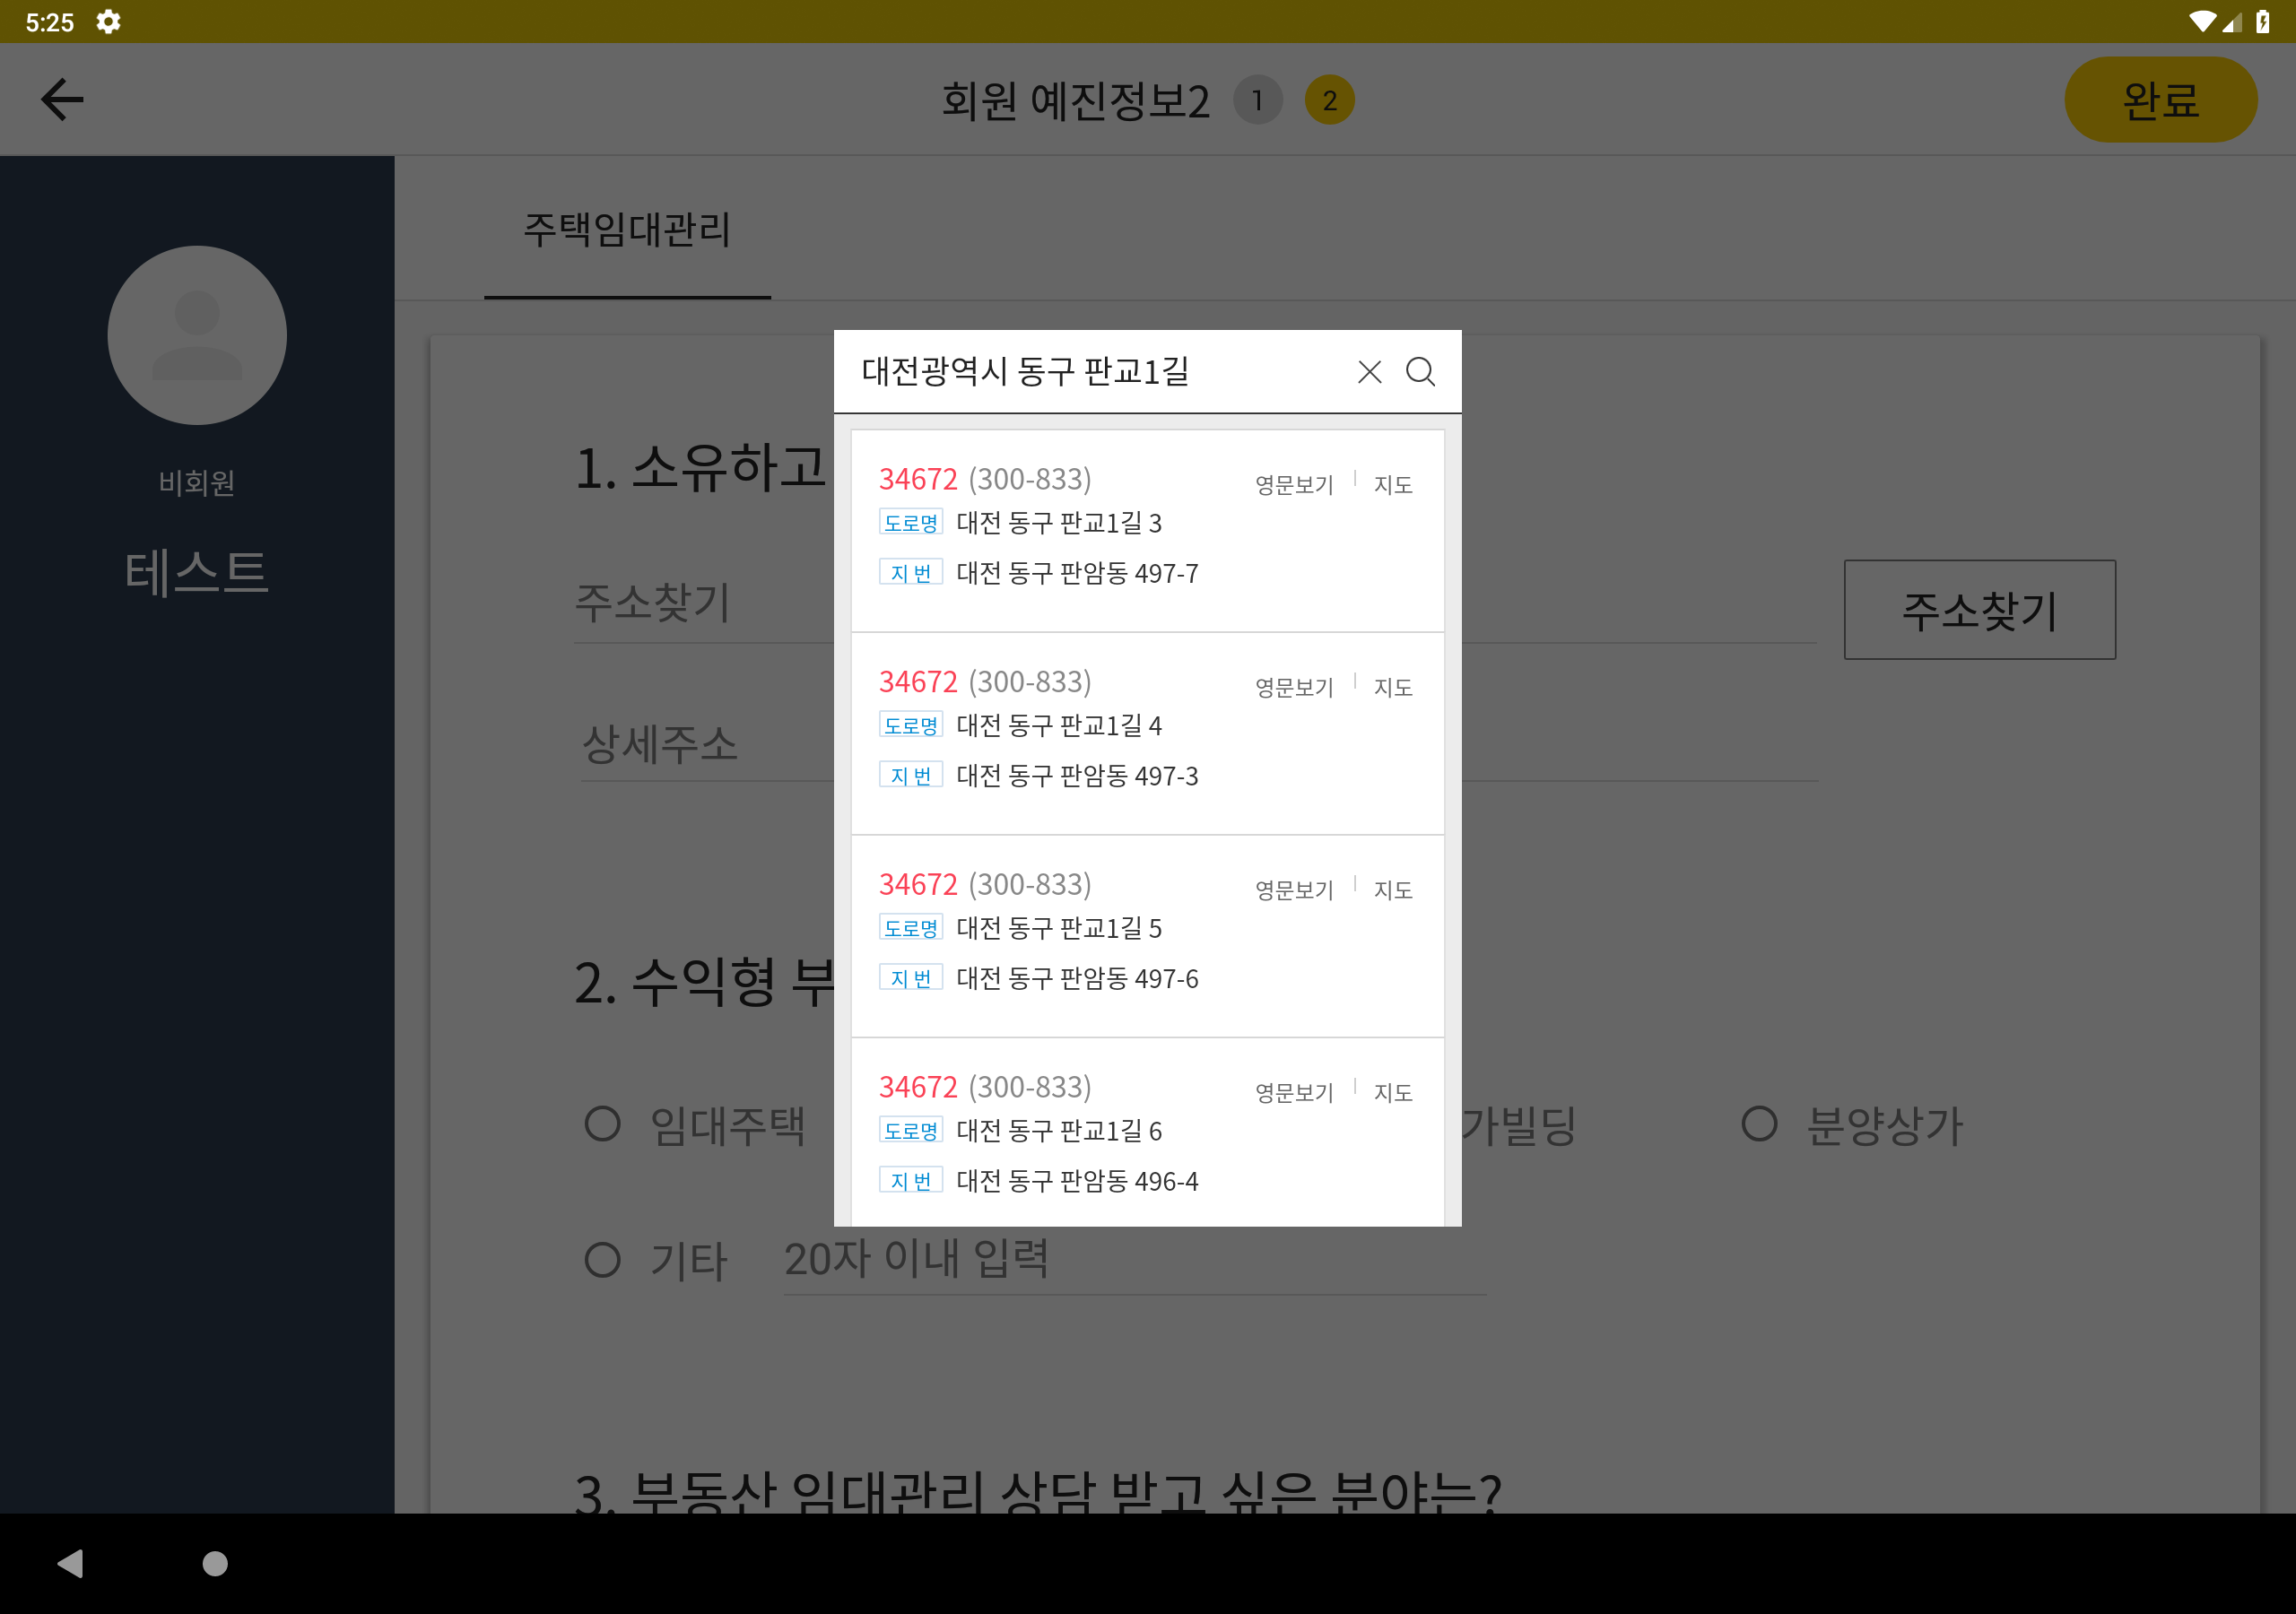 5:25
회원 예진정보2 1 2 완료
주택임대관리
비회원
테스트
1. 소유하고
주소찾기
주소찾기
상세주소
2. 수익형 부
임대주택 가빌딩 분양상가
기타 20자 이내 입력
3. 부동산 임대관리 상담 받고 싶은 분야는?
대전광역시 동구 판교1길
34672 (300-833) 영문보기 지도
도로명 대전 동구 판교1길 3
지번 대전 동구 판암동 497-7
34672 (300-833) 영문보기 지도
도로명 대전 동구 판교1길 4
지번 대전 동구 판암동 497-3
34672 (300-833) 영문보기 지도
도로명 대전 동구 판교1길 5
지번 대전 동구 판암동 497-6
34672 (300-833) 영문보기 지도
도로명 대전 동구 판교1길 6
지번 대전 동구 판암동 496-4